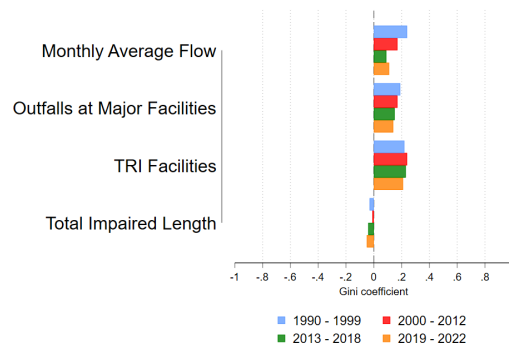 Monthly Average Flow
Outfalls at Major Facilities
TRI Facilities
Total Impaired Length
-1 -.8 -.6 -.4 -.2 0 .2 .4 .6 .8
Gini coefficient
1990 - 1999 2000 - 2012
2013 - 2018 2019 - 2022